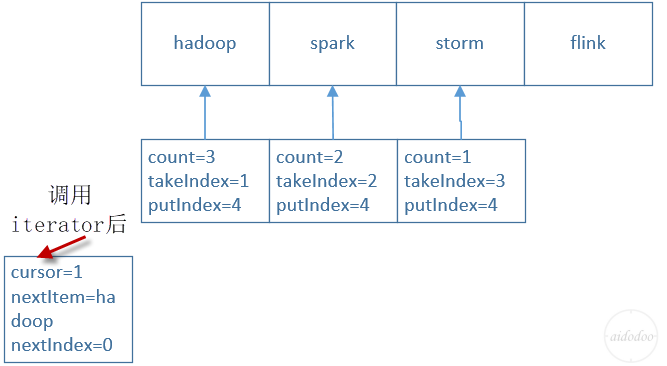 hadoop
spark
storm
flink
count=3
takeIndex=1
putIndex=4
count=2
takeIndex=2
putIndex=4
count=1
takeIndex=3
putIndex=4
调用
iterator后
cursor=1
nextItem=ha
doop
nextIndex=0
aidodoo